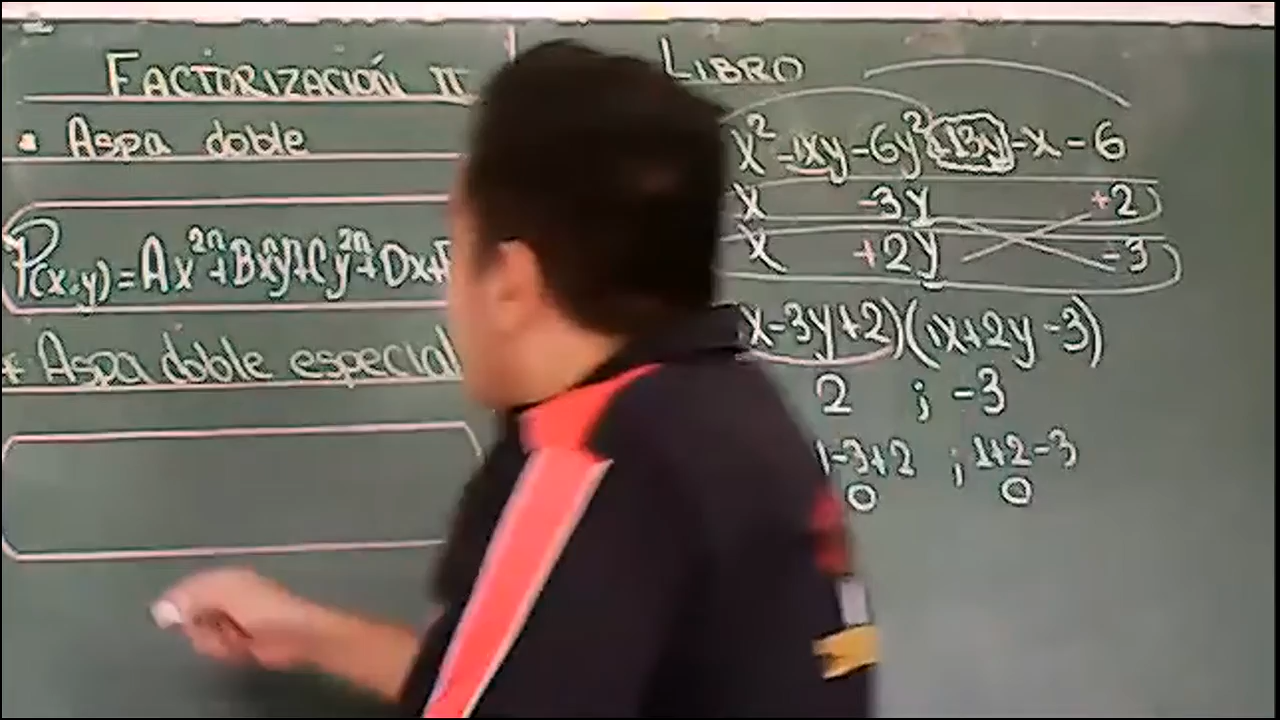 FACTORIZACIÓN II
• Aspa doble
P(x,y)=Ax²ⁿ+Bxⁿyⁿ+Cy²ⁿ+Dx
* Aspa doble especial
LIBRO
x²-1xy-6y²+13y-x-6
x -3y +2
x +2y -3
x-3y+2)(1x+2y-3)
2 ; -3
1-3+2 ; 1+2-3
0 0